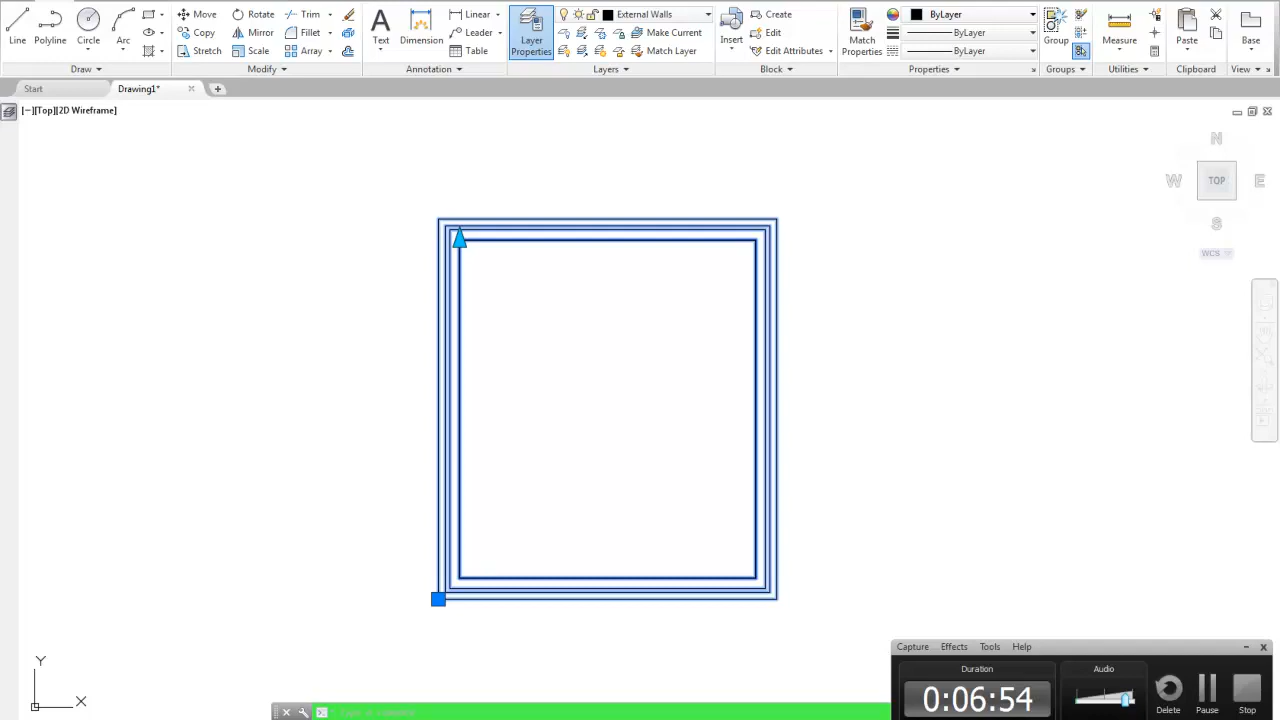 Line Polyline Circle Arc
Draw
Move Rotate Trim
Copy Mirror Fillet
Stretch Scale Array
Modify
Text Dimension
Linear
Leader
Table
Annotation
Layer Properties
External Walls
Make Current
Match Layer
Layers
Insert
Create
Edit
Edit Attributes
Block
Match Properties
ByLayer
ByLayer
ByLayer
Properties
Group
Groups
Measure
Utilities
Paste
Clipboard
Base
View
Start Drawing1*
[−][Top][2D Wireframe]
N
W TOP E
S
WCS
Y
X
Capture Effects Tools Help
Duration Audio
0:06:54
Delete Pause Stop